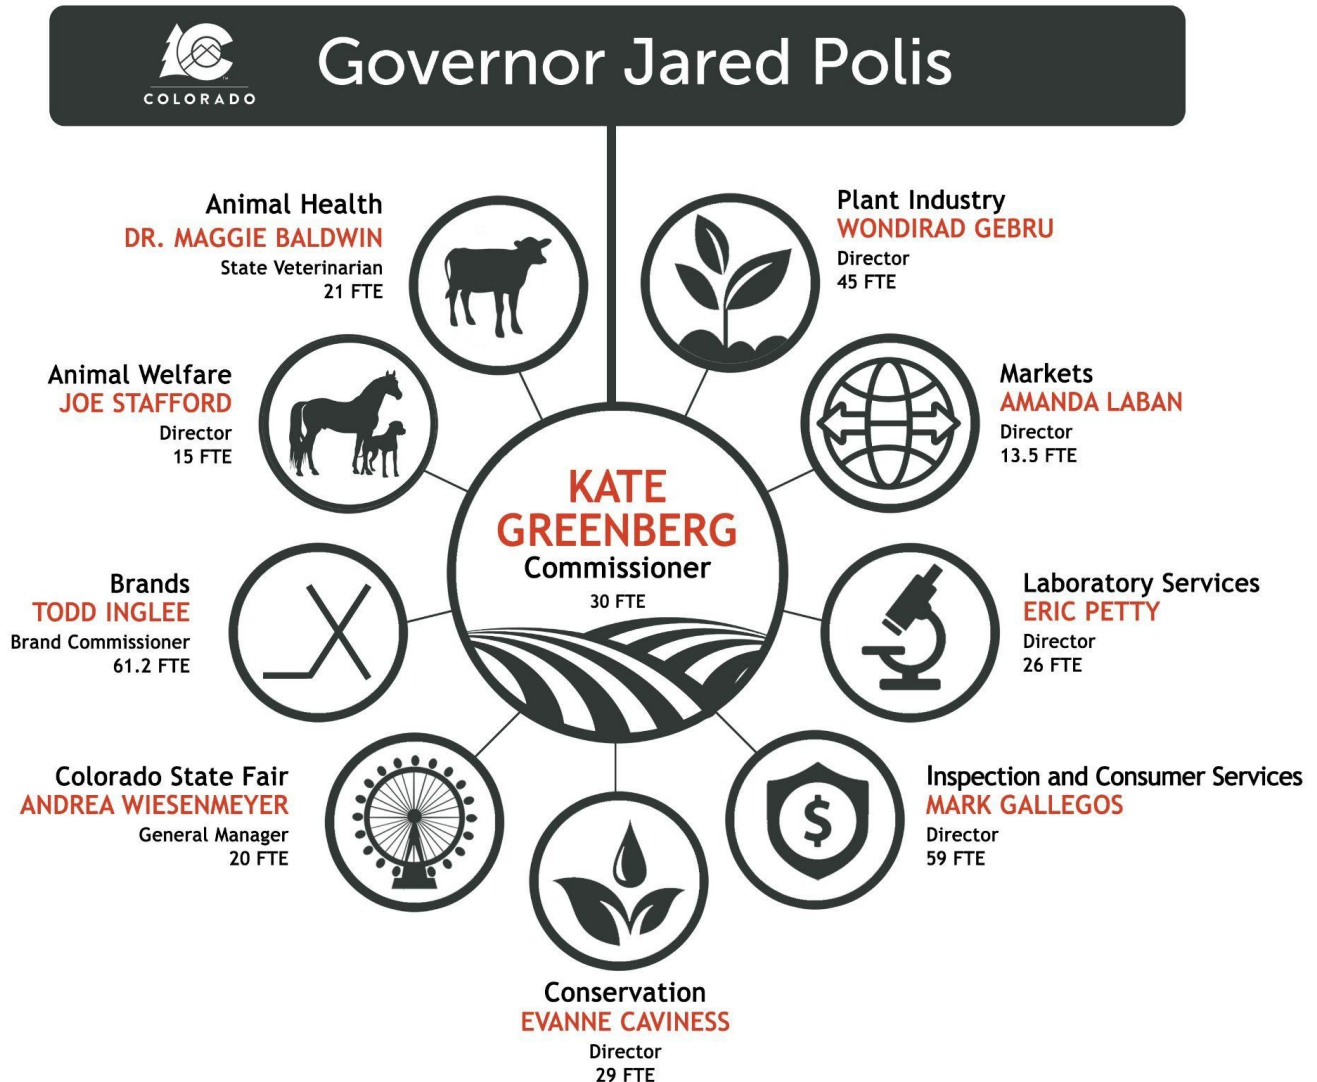 COLORADO
Governor Jared Polis
Animal Health
DR. MAGGIE BALDWIN
State Veterinarian
21 FTE
Plant Industry
WONDIRAD GEBRU
Director
45 FTE
Animal Welfare
JOE STAFFORD
Director
15 FTE
Markets
AMANDA LABAN
Director
13.5 FTE
KATE
GREENBERG
Commissioner
30 FTE
Brands
TODD INGLEE
Brand Commissioner
61.2 FTE
Laboratory Services
ERIC PETTY
Director
26 FTE
Colorado State Fair
ANDREA WIESENMEYER
General Manager
20 FTE
Inspection and Consumer Services
MARK GALLEGOS
Director
59 FTE
$
Conservation
EVANNE CAVINESS
Director
29 FTE